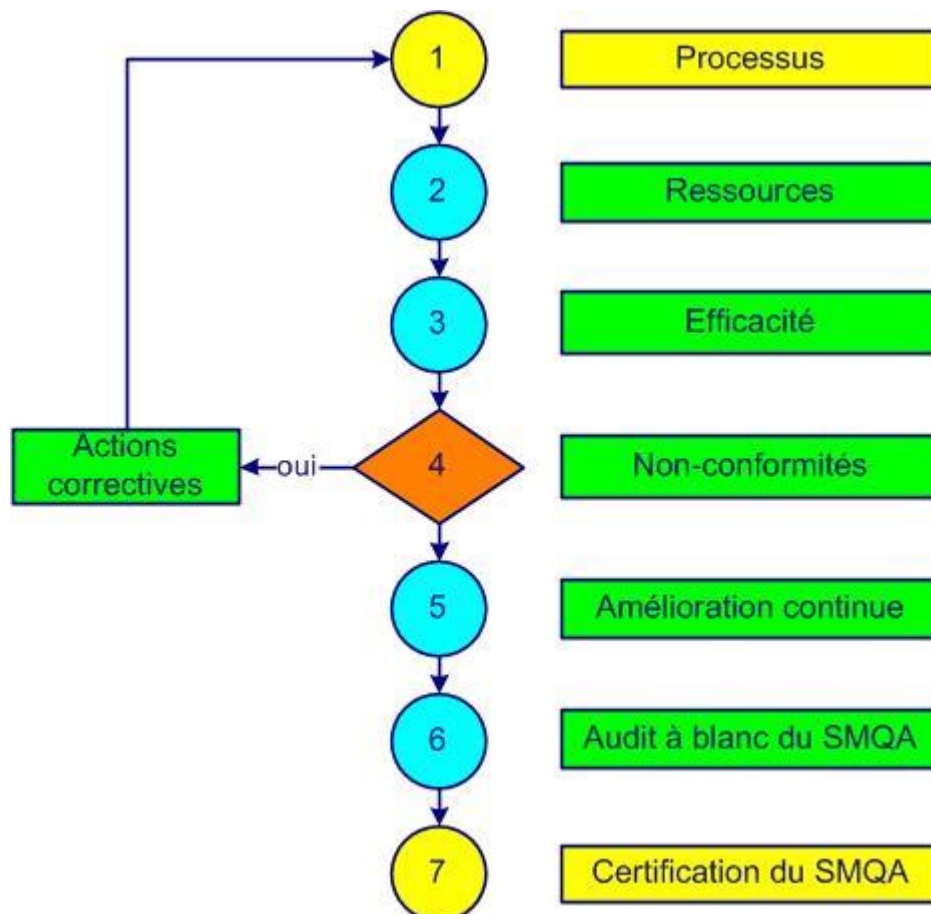 1
Processus
2
Ressources
3
Efficacité
Actions
correctives
oui
4
Non-conformités
5
Amélioration continue
6
Audit à blanc du SMQA
7
Certification du SMQA